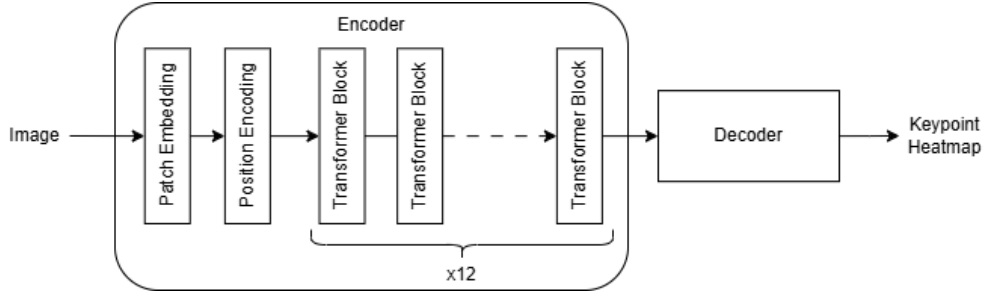 Encoder
Image
Patch Embedding
Position Encoding
Transformer Block
Transformer Block
Transformer Block
x12
Decoder
Keypoint
Heatmap